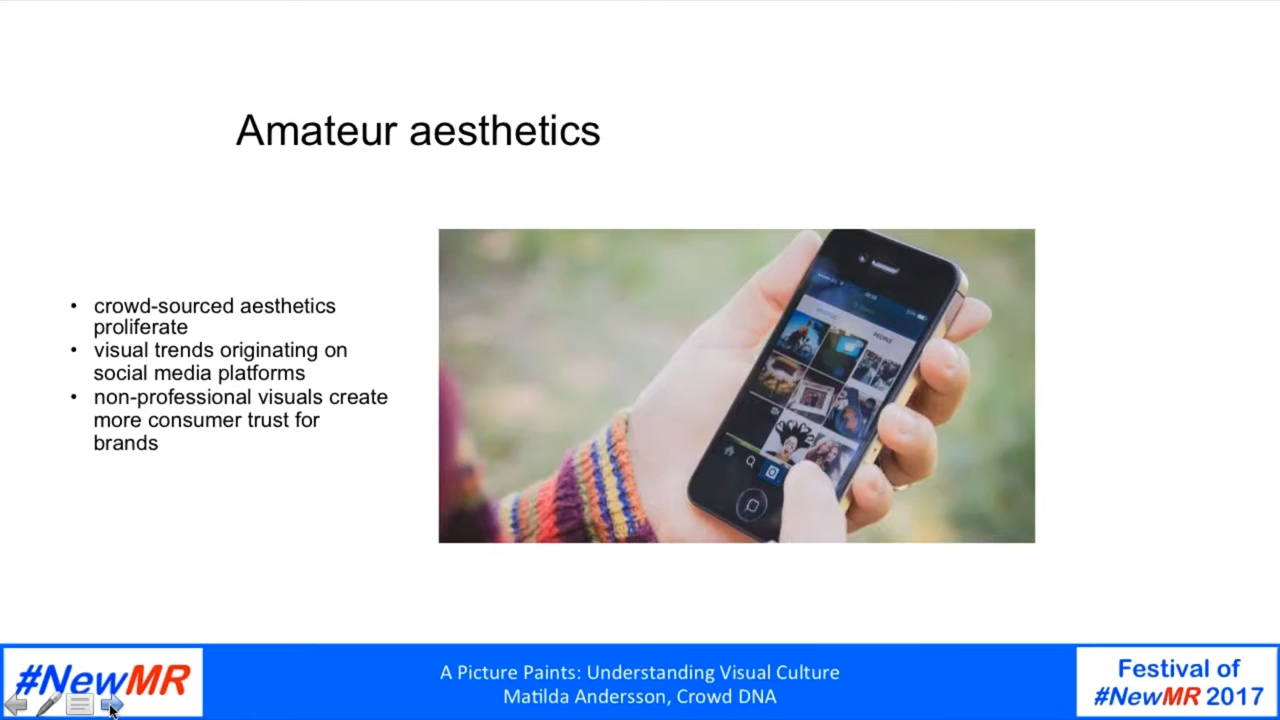 Amateur aesthetics
• crowd-sourced aesthetics
proliferate
• visual trends originating on
social media platforms
• non-professional visuals create
more consumer trust for
brands
PEOPLE
#NewMR
A Picture Paints: Understanding Visual Culture
Matilda Andersson, Crowd DNA
Festival of
#NewMR 2017